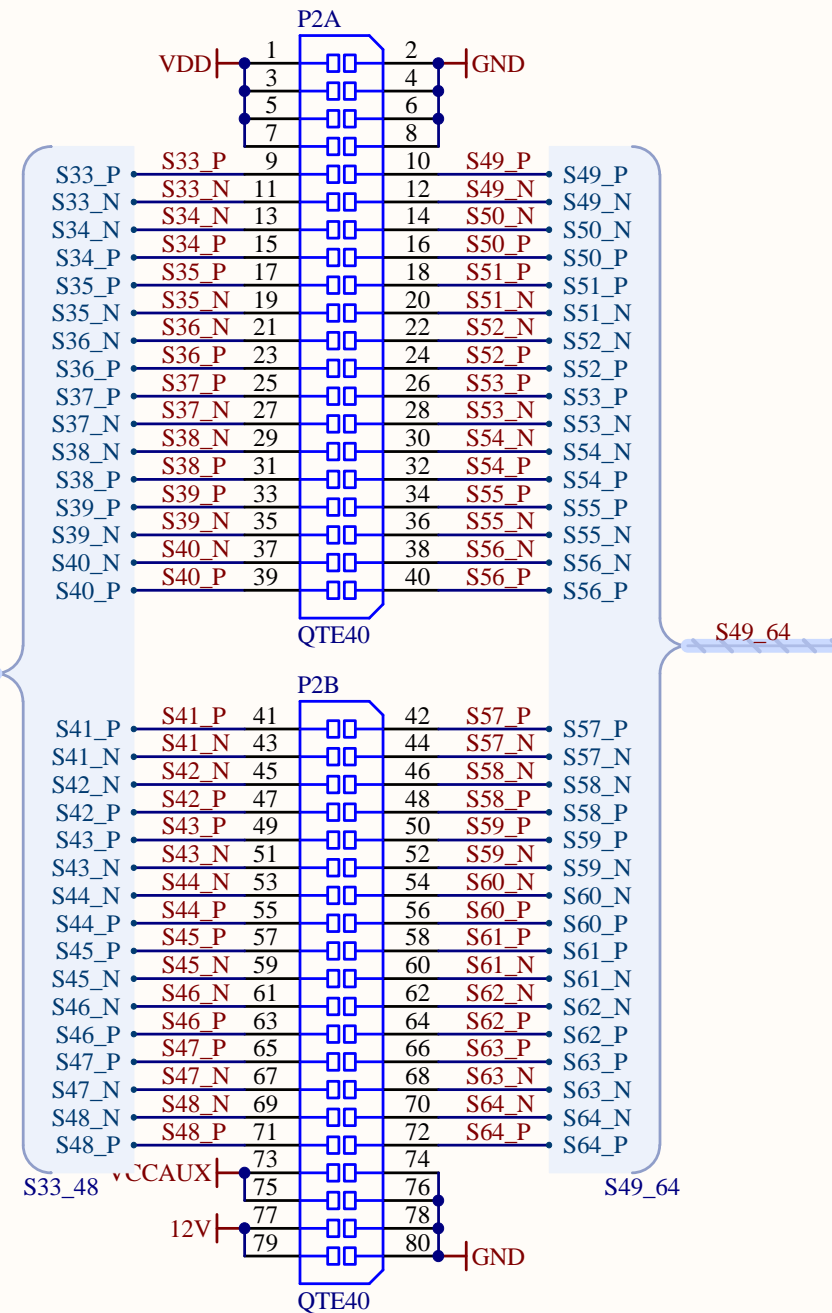 P2A
VDD 1 2 GND
3 4
5 6
7 8
S33_P S33_P 9 10 S49_P S49_P
S33_N S33_N 11 12 S49_N S49_N
S34_N S34_N 13 14 S50_N S50_N
S34_P S34_P 15 16 S50_P S50_P
S35_P S35_P 17 18 S51_P S51_P
S35_N S35_N 19 20 S51_N S51_N
S36_N S36_N 21 22 S52_N S52_N
S36_P S36_P 23 24 S52_P S52_P
S37_P S37_P 25 26 S53_P S53_P
S37_N S37_N 27 28 S53_N S53_N
S38_N S38_N 29 30 S54_N S54_N
S38_P S38_P 31 32 S54_P S54_P
S39_P S39_P 33 34 S55_P S55_P
S39_N S39_N 35 36 S55_N S55_N
S40_N S40_N 37 38 S56_N S56_N
S40_P S40_P 39 40 S56_P S56_P
QTE40
S49_64
P2B
S41_P S41_P 41 42 S57_P S57_P
S41_N S41_N 43 44 S57_N S57_N
S42_N S42_N 45 46 S58_N S58_N
S42_P S42_P 47 48 S58_P S58_P
S43_P S43_P 49 50 S59_P S59_P
S43_N S43_N 51 52 S59_N S59_N
S44_N S44_N 53 54 S60_N S60_N
S44_P S44_P 55 56 S60_P S60_P
S45_P S45_P 57 58 S61_P S61_P
S45_N S45_N 59 60 S61_N S61_N
S46_N S46_N 61 62 S62_N S62_N
S46_P S46_P 63 64 S62_P S62_P
S47_P S47_P 65 66 S63_P S63_P
S47_N S47_N 67 68 S63_N S63_N
S48_N S48_N 69 70 S64_N S64_N
S48_P S48_P 71 72 S64_P S64_P
VCCAUX 73 74
S33_48 75 76 S49_64
12V 77 78
79 80 GND
QTE40